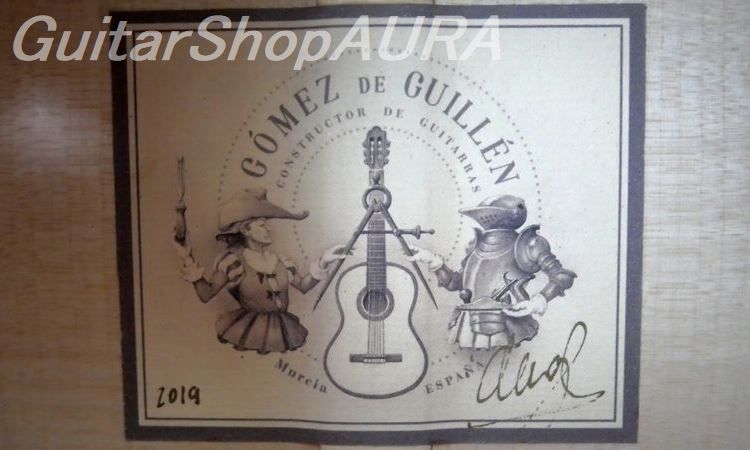 GuitarShopAURA
GÓMEZ DE GUILLÉN
CONSTRUCTOR DE GUITARRAS
Murcia ESPAÑA
2019